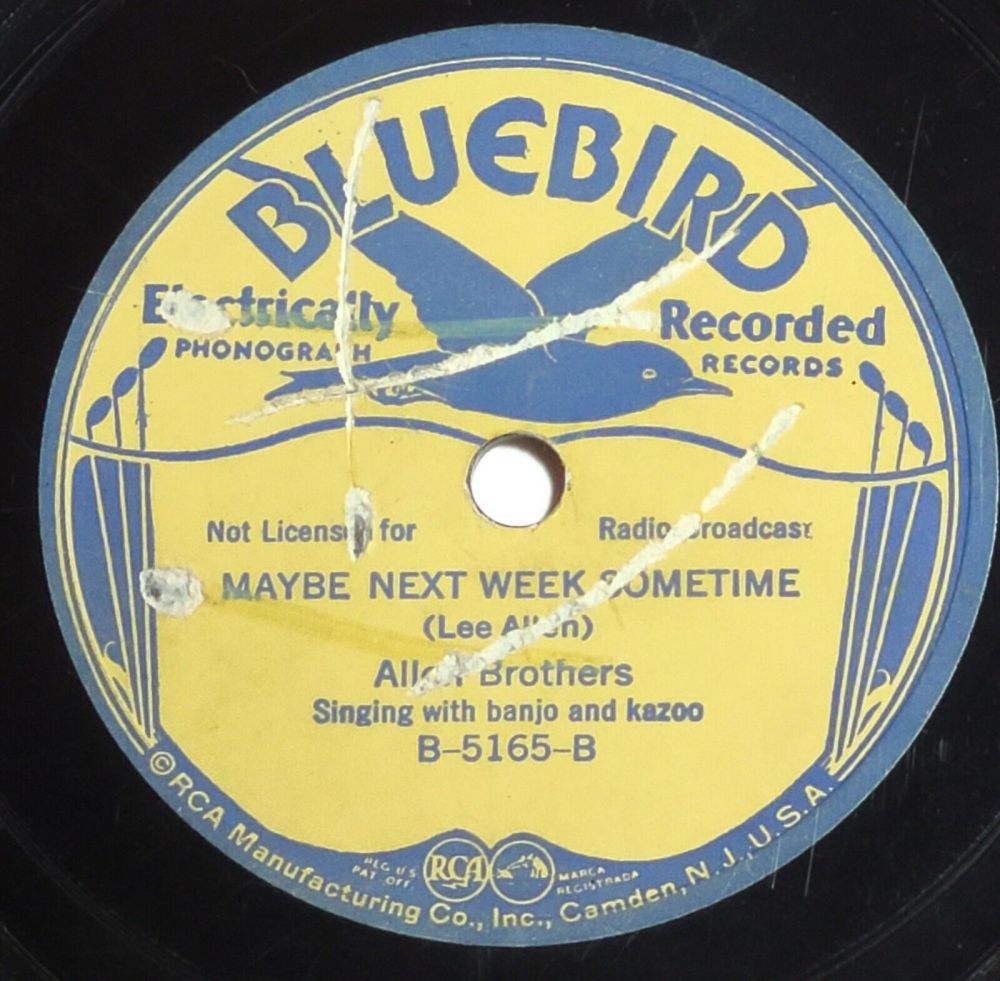 BLUEBIRD
Electrically Recorded
PHONOGRAPH RECORDS
Not Licensed for Radio Broadcast
MAYBE NEXT WEEK SOMETIME
(Lee Allen)
Allen Brothers
Singing with banjo and kazoo
B–5165–B
REG US PAT OFF
RCA
MARCA REGISTRADA
©RCA Manufacturing Co., Inc., Camden, N.J., U.S.A.